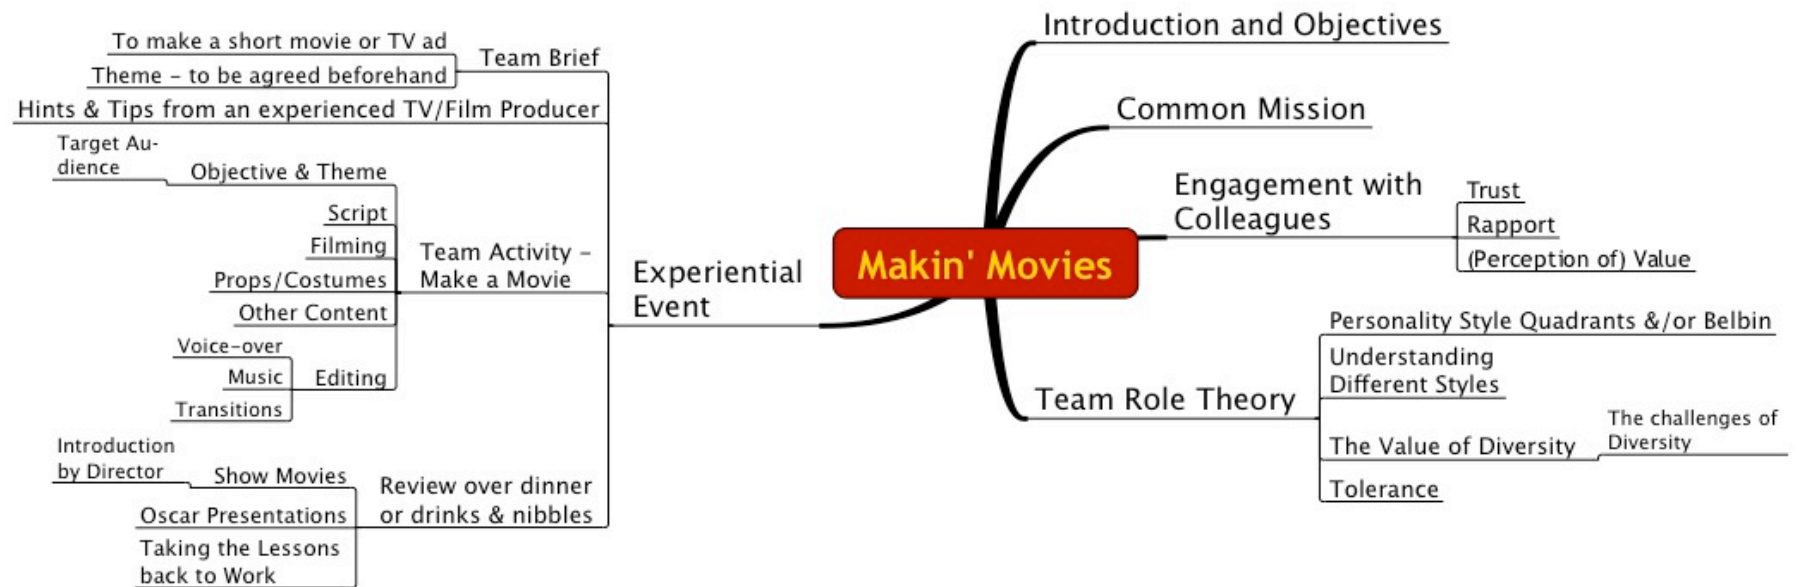 Makin' Movies
Introduction and Objectives
Common Mission
Engagement with
Colleagues
Trust
Rapport
(Perception of) Value
Team Role Theory
Personality Style Quadrants &/or Belbin
Understanding
Different Styles
The Value of Diversity
The challenges of
Diversity
Tolerance
Experiential
Event
Team Brief
To make a short movie or TV ad
Theme – to be agreed beforehand
Hints & Tips from an experienced TV/Film Producer
Team Activity –
Make a Movie
Objective & Theme
Target Au-
dience
Script
Filming
Props/Costumes
Other Content
Editing
Voice-over
Music
Transitions
Review over dinner
or drinks & nibbles
Show Movies
Introduction
by Director
Oscar Presentations
Taking the Lessons
back to Work